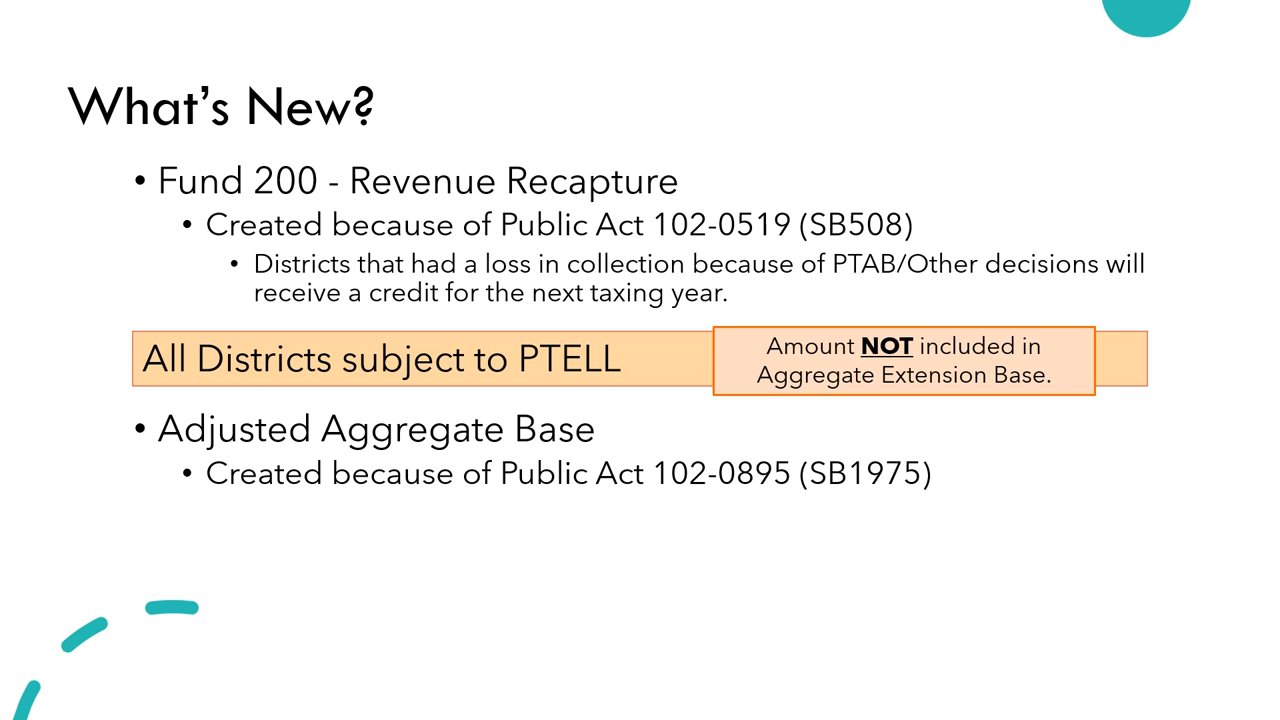 What's New?
• Fund 200 - Revenue Recapture
• Created because of Public Act 102-0519 (SB508)
• Districts that had a loss in collection because of PTAB/Other decisions will
receive a credit for the next taxing year.
All Districts subject to PTELL
Amount NOT included in
Aggregate Extension Base.
• Adjusted Aggregate Base
• Created because of Public Act 102-0895 (SB1975)